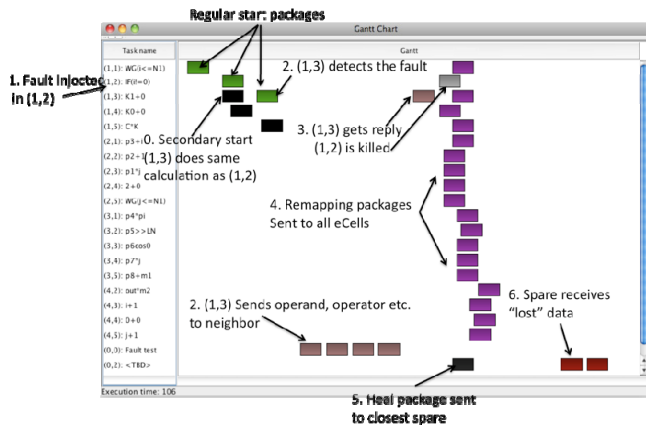 Regular start packages
Gantt Chart
Task name
Gantt
1. Fault injected
in (1,2)
2. (1,3) detects the fault
3. (1,3) gets reply
(1,2) is killed
0. Secondary start
(1,3) does same
calculation as (1,2)
4. Remapping packages
Sent to all eCells
2. (1,3) Sends operand, operator etc.
to neighbor
6. Spare receives
“lost” data
5. Heal package sent
to closest spare
(1,1): WG(j<=N1)
(1,2): IF(i!=0)
(1,3): K1÷0
(1,4): K0÷0
(1,5): C*K
(2,1): p3+i
(2,2): p2+1
(2,3): p1*j
(2,4): 2÷0
(2,5): WG(j<=N1)
(3,1): p4*pi
(3,2): p5>>LN
(3,3): p6cos0
(3,4): p7*j
(3,5): p8÷m1
(4,2): out*m2
(4,3): i÷1
(4,4): 0÷0
(4,5): j÷1
(0,0): Fault test
(0,2): <TBD>
Execution time: 106